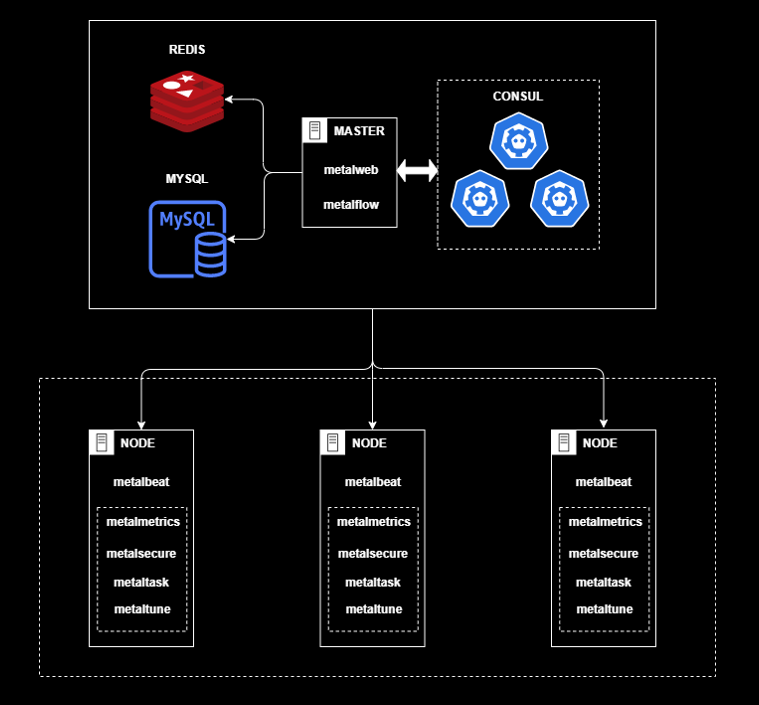 REDIS
MYSQL
MySQL
MASTER
metalweb
metalflow
CONSUL
NODE
metalbeat
metalmetrics
metalsecure
metaltask
metaltune
NODE
metalbeat
metalmetrics
metalsecure
metaltask
metaltune
NODE
metalbeat
metalmetrics
metalsecure
metaltask
metaltune